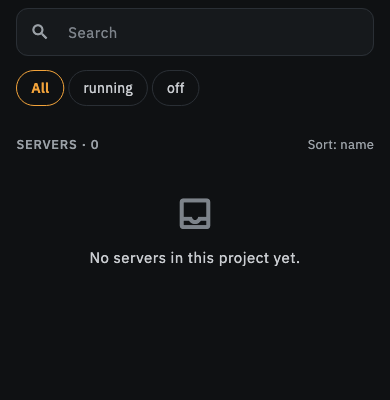 Search
All running off
SERVERS · 0 Sort: name
No servers in this project yet.